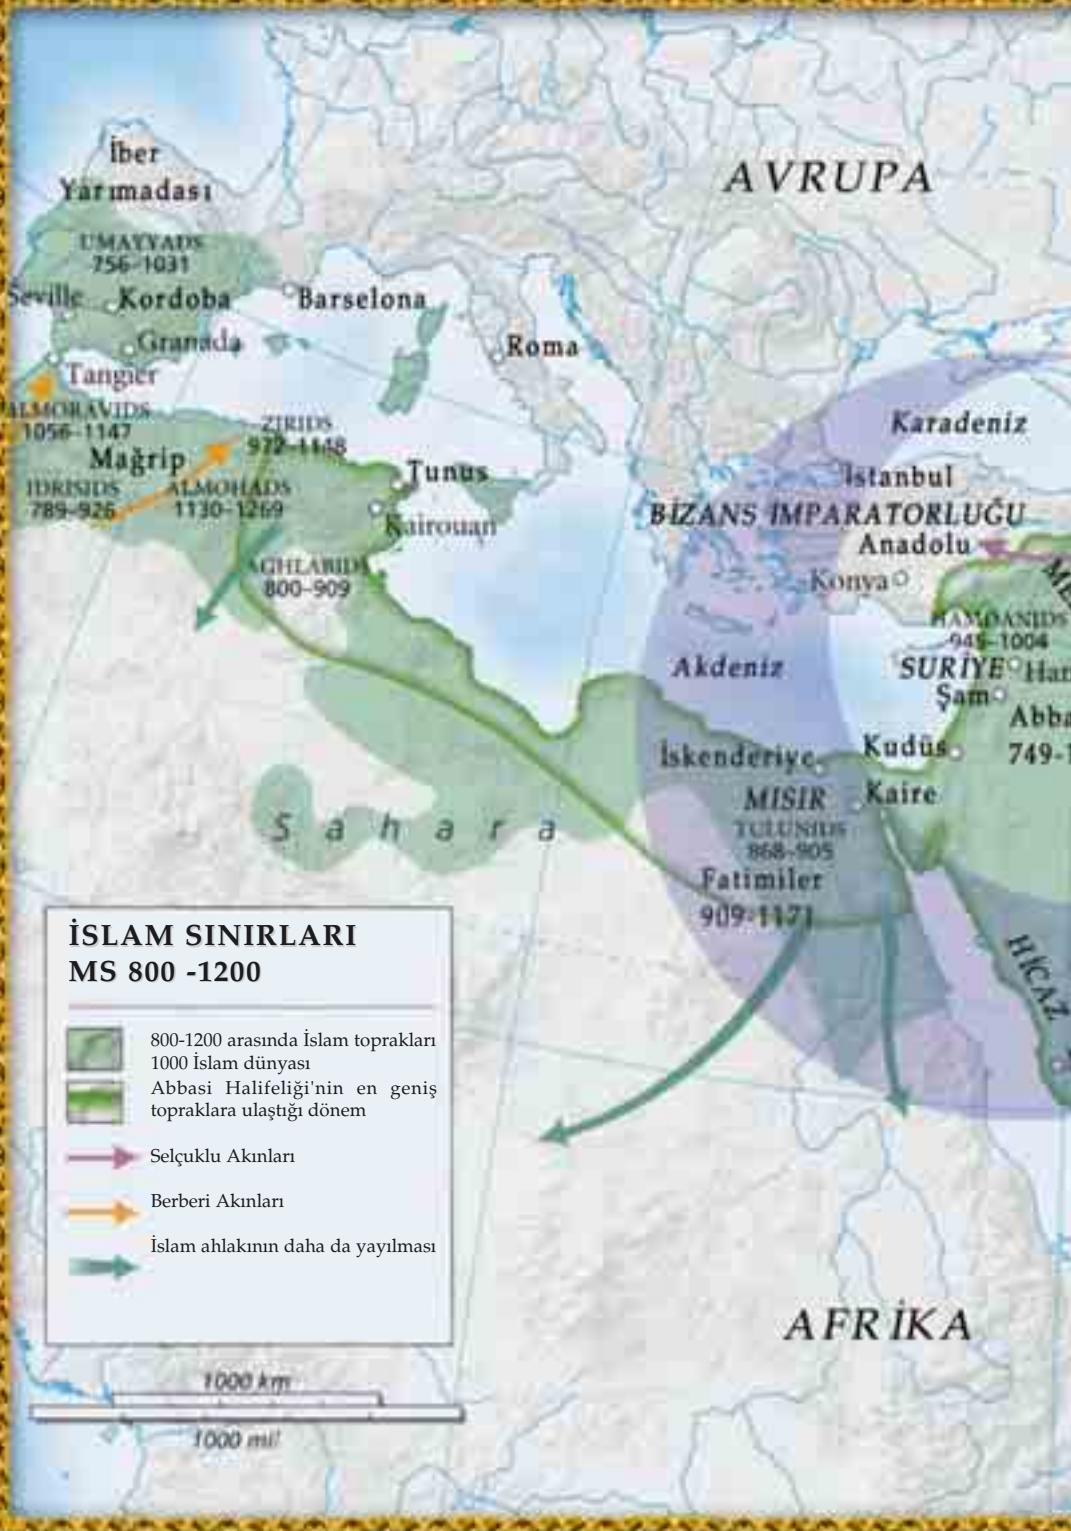 İber
Yarımadası
AVRUPA
UMAYYADS
756-1031
Seville
Kordoba
Barselona
Granada
Roma
Tangier
ALMORAVIDS
1056-1147
ZIRIDS
972-1148
Karadeniz
Mağrip
Tunus
İstanbul
IDRISIDS
789-926
ALMOHADS
1130-1269
Kairouan
BİZANS İMPARATORLUĞU
Anadolu
Konya
AGHLABIDS
800-909
HAMDANIDS
945-1004
Akdeniz
SURİYE
Har
Şam
Abba
749-1
İskenderiye
Kudüs
MISIR
Kaire
TULUNIDS
868-905
Sahara
Fatimiler
909-1171
HİCAZ
İSLAM SINIRLARI
MS 800 -1200
800-1200 arasında İslam toprakları
1000 İslam dünyası
Abbasi Halifeliği'nin en geniş
topraklara ulaştığı dönem
Selçuklu Akınları
Berberi Akınları
İslam ahlakının daha da yayılması
AFRİKA
1000 km
1000 mil